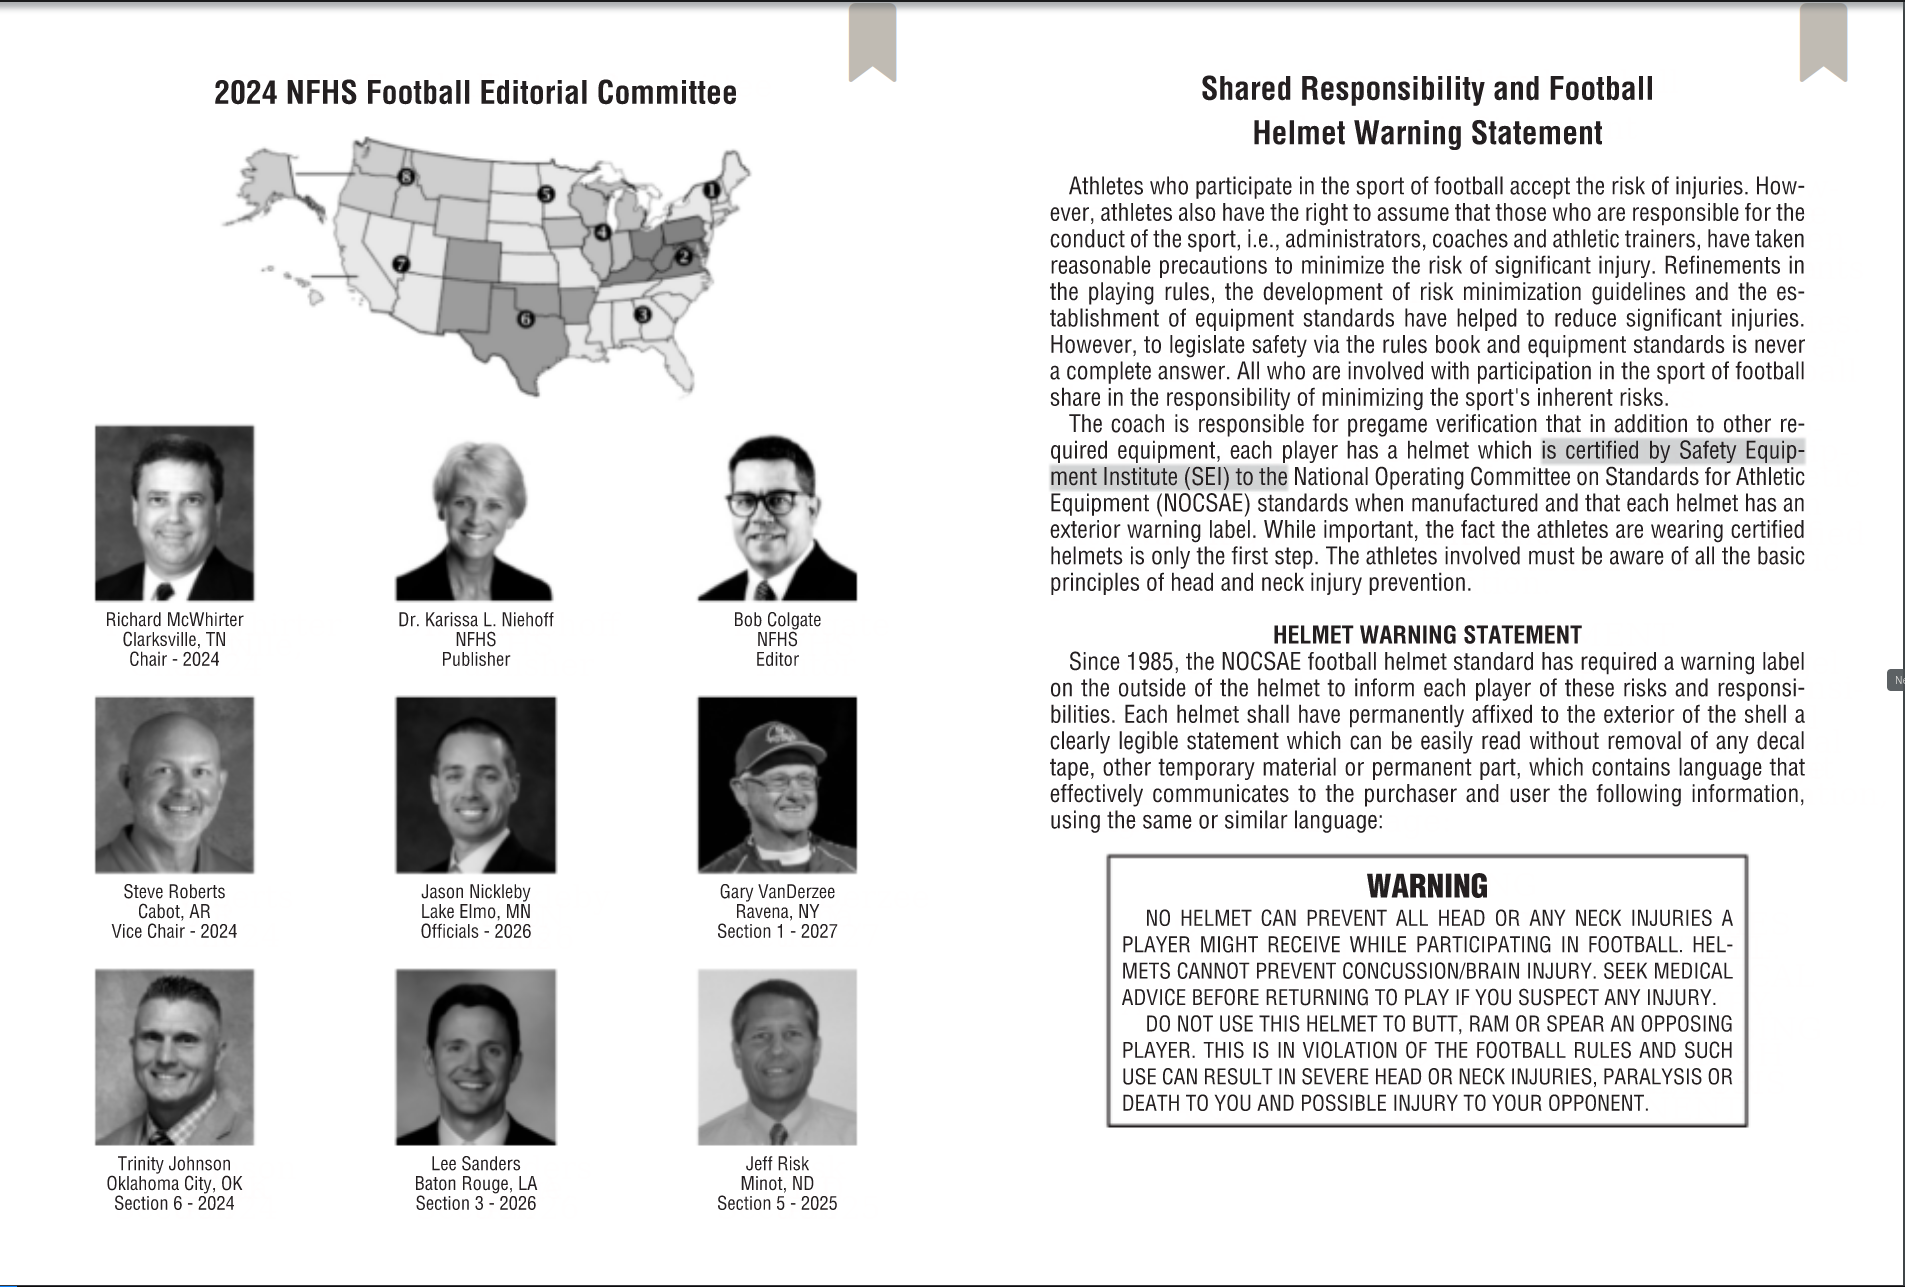 2024 NFHS Football Editorial Committee
8
5
1
4
2
7
6
3
Richard McWhirter
Clarksville, TN
Chair - 2024
Dr. Karissa L. Niehoff
NFHS
Publisher
Bob Colgate
NFHS
Editor
Steve Roberts
Cabot, AR
Vice Chair - 2024
Jason Nickleby
Lake Elmo, MN
Officials - 2026
Gary VanDerzee
Ravena, NY
Section 1 - 2027
Trinity Johnson
Oklahoma City, OK
Section 6 - 2024
Lee Sanders
Baton Rouge, LA
Section 3 - 2026
Jeff Risk
Minot, ND
Section 5 - 2025
Shared Responsibility and Football
Helmet Warning Statement
Athletes who participate in the sport of football accept the risk of injuries. How-
ever, athletes also have the right to assume that those who are responsible for the
conduct of the sport, i.e., administrators, coaches and athletic trainers, have taken
reasonable precautions to minimize the risk of significant injury. Refinements in
the playing rules, the development of risk minimization guidelines and the es-
tablishment of equipment standards have helped to reduce significant injuries.
However, to legislate safety via the rules book and equipment standards is never
a complete answer. All who are involved with participation in the sport of football
share in the responsibility of minimizing the sport's inherent risks.
The coach is responsible for pregame verification that in addition to other re-
quired equipment, each player has a helmet which is certified by Safety Equip-
ment Institute (SEI) to the National Operating Committee on Standards for Athletic
Equipment (NOCSAE) standards when manufactured and that each helmet has an
exterior warning label. While important, the fact the athletes are wearing certified
helmets is only the first step. The athletes involved must be aware of all the basic
principles of head and neck injury prevention.
HELMET WARNING STATEMENT
Since 1985, the NOCSAE football helmet standard has required a warning label
on the outside of the helmet to inform each player of these risks and responsi-
bilities. Each helmet shall have permanently affixed to the exterior of the shell a
clearly legible statement which can be easily read without removal of any decal
tape, other temporary material or permanent part, which contains language that
effectively communicates to the purchaser and user the following information,
using the same or similar language:
WARNING
NO HELMET CAN PREVENT ALL HEAD OR ANY NECK INJURIES A
PLAYER MIGHT RECEIVE WHILE PARTICIPATING IN FOOTBALL. HEL-
METS CANNOT PREVENT CONCUSSION/BRAIN INJURY. SEEK MEDICAL
ADVICE BEFORE RETURNING TO PLAY IF YOU SUSPECT ANY INJURY.
DO NOT USE THIS HELMET TO BUTT, RAM OR SPEAR AN OPPOSING
PLAYER. THIS IS IN VIOLATION OF THE FOOTBALL RULES AND SUCH
USE CAN RESULT IN SEVERE HEAD OR NECK INJURIES, PARALYSIS OR
DEATH TO YOU AND POSSIBLE INJURY TO YOUR OPPONENT.